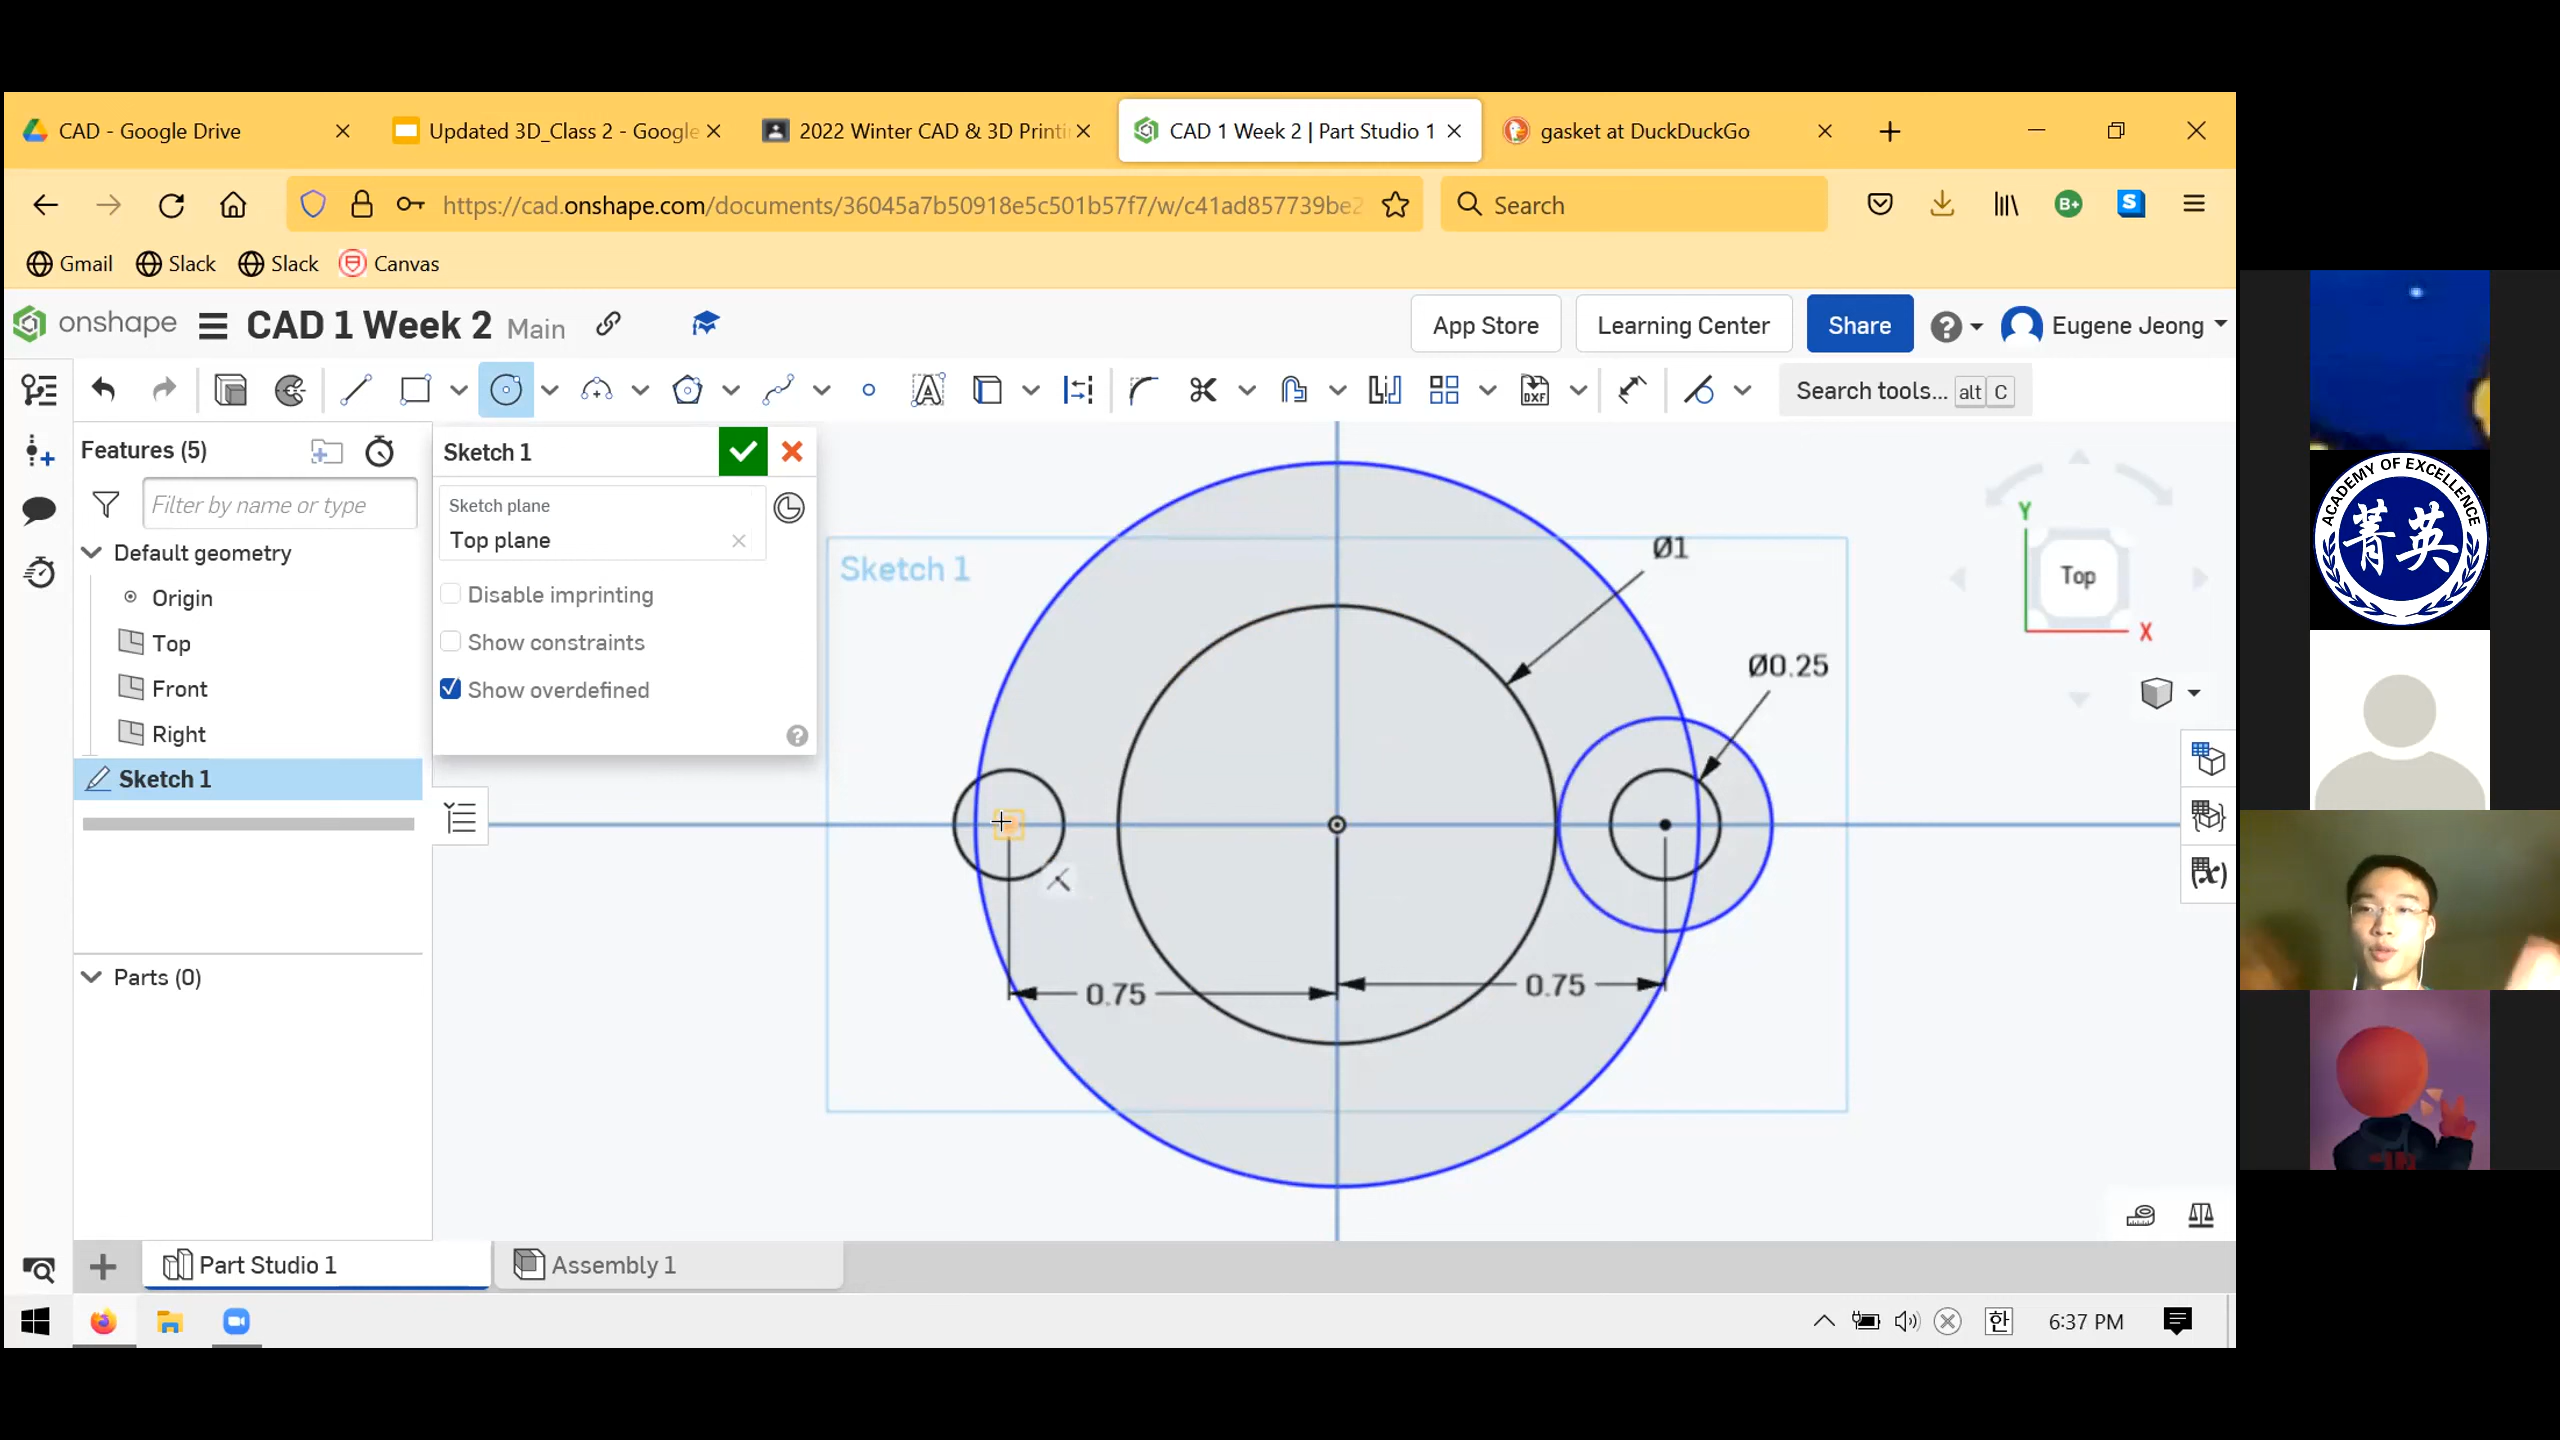 CAD - Google Drive
Updated 3D_Class 2 - Google
2022 Winter CAD & 3D Printi
CAD 1 Week 2 | Part Studio 1
gasket at DuckDuckGo
https://cad.onshape.com/documents/36045a7b50918e5c501b57f7/w/c41ad857739be2
Search
B+
S
Gmail
Slack
Slack
Canvas
onshape
CAD 1 Week 2
Main
App Store
Learning Center
Share
Eugene Jeong
DXF
Search tools... alt C
Features (5)
Filter by name or type
Default geometry
Origin
Top
Front
Right
Sketch 1
Parts (0)
Sketch 1
Sketch plane
Top plane
Disable imprinting
Show constraints
Show overdefined
Sketch 1
Ø1
Ø0.25
0.75
0.75
Y
Top
X
(x)
Part Studio 1
Assembly 1
한
6:37 PM
ACADEMY OF EXCELLENCE
菁英